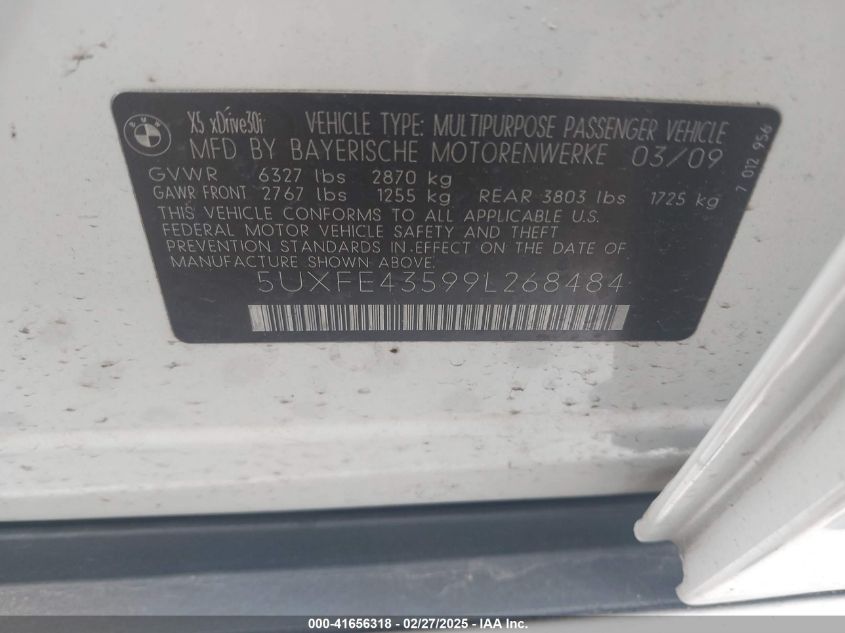 BMW
X5 xDrive30i VEHICLE TYPE: MULTIPURPOSE PASSENGER VEHICLE
MFD BY BAYERISCHE MOTORENWERKE 03/09
GVWR 6327 lbs 2870 kg
GAWR FRONT 2767 lbs 1255 kg REAR 3803 lbs 1725 kg
THIS VEHICLE CONFORMS TO ALL APPLICABLE U.S.
FEDERAL MOTOR VEHICLE SAFETY AND THEFT
PREVENTION STANDARDS IN EFFECT ON THE DATE OF
MANUFACTURE SHOWN ABOVE.
5UXFE43599L268484
7 012 956
000-41656318 - 02/27/2025 - IAA Inc.